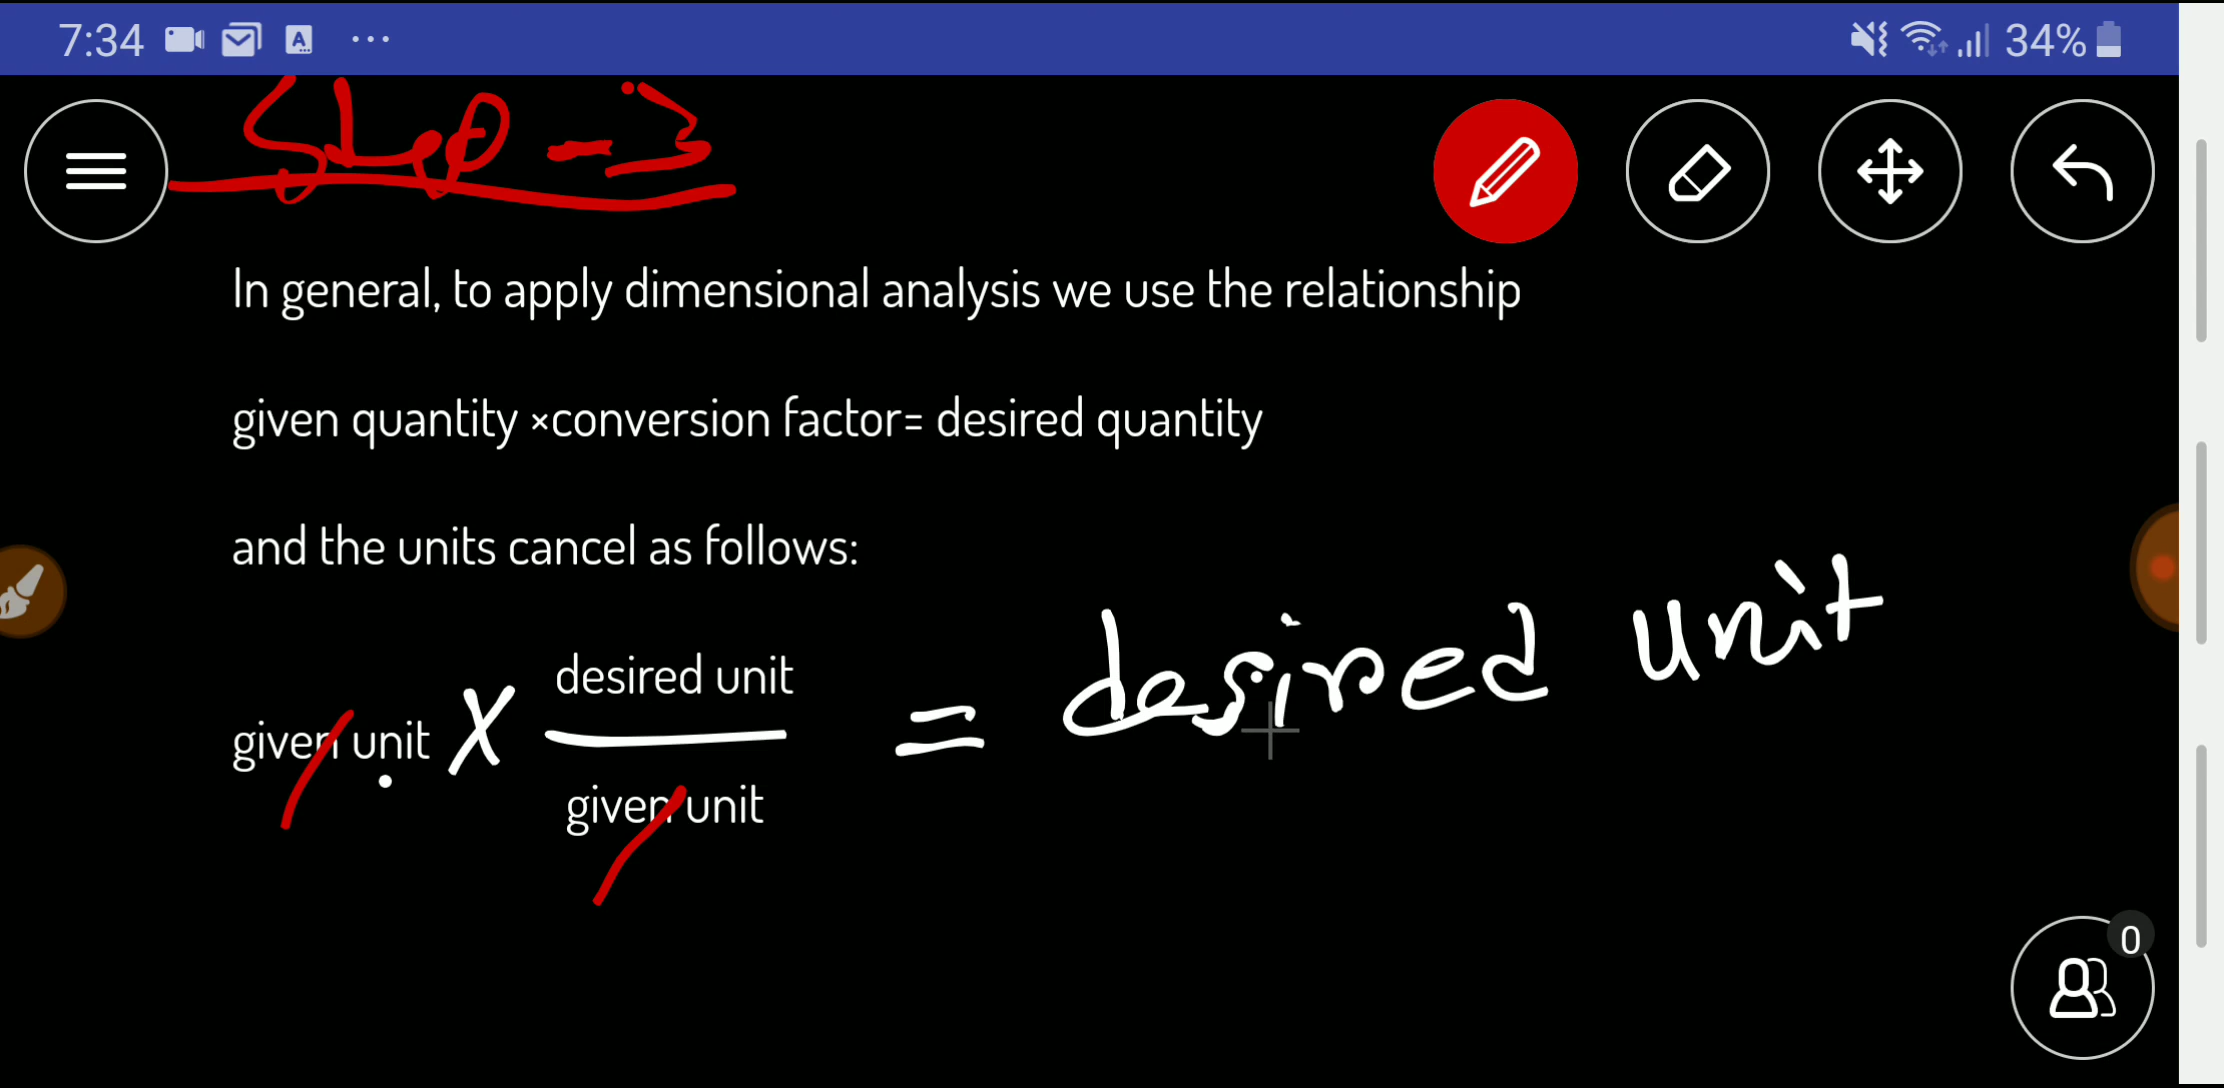 7:34 34%
Step - 3
In general, to apply dimensional analysis we use the relationship
given quantity ×conversion factor= desired quantity
and the units cancel as follows:
desired unit
given unit X = desired unit
given unit
0